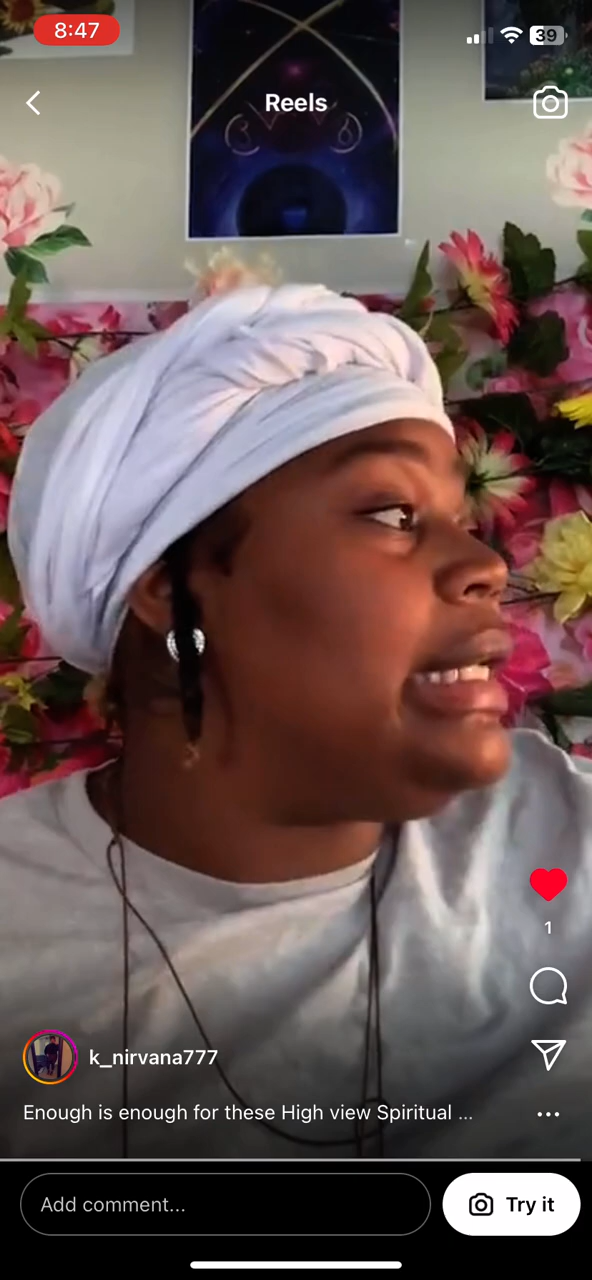 8:47
39
Reels
1
k_nirvana777
Enough is enough for these High view Spiritual ...
Add comment...
Try it